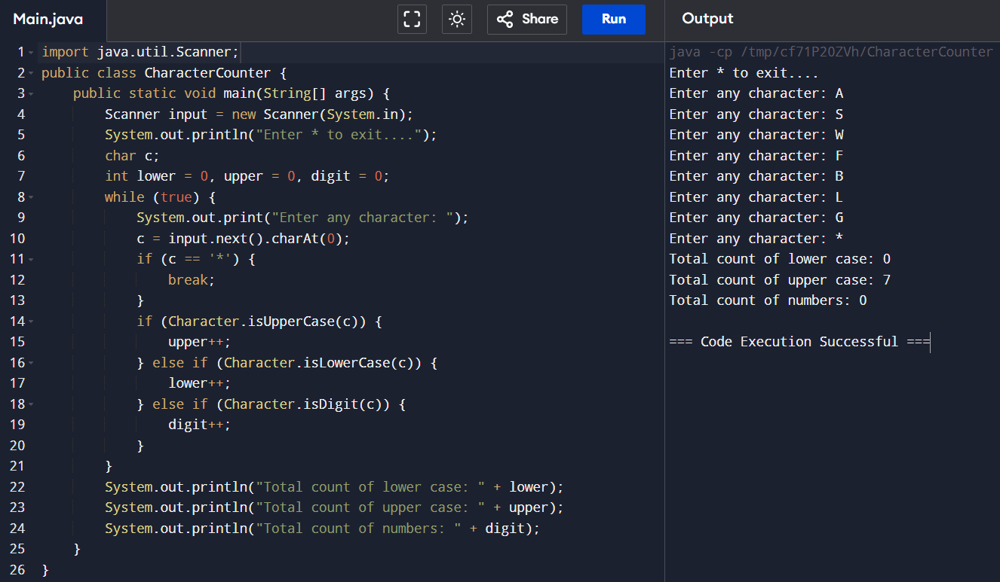 Main.java
Share
Run
Output
1 import java.util.Scanner;
2 public class CharacterCounter {
3     public static void main(String[] args) {
4         Scanner input = new Scanner(System.in);
5         System.out.println("Enter * to exit....");
6         char c;
7         int lower = 0, upper = 0, digit = 0;
8         while (true) {
9             System.out.print("Enter any character: ");
10             c = input.next().charAt(0);
11             if (c == '*') {
12                 break;
13             }
14             if (Character.isUpperCase(c)) {
15                 upper++;
16             } else if (Character.isLowerCase(c)) {
17                 lower++;
18             } else if (Character.isDigit(c)) {
19                 digit++;
20             }
21         }
22         System.out.println("Total count of lower case: " + lower);
23         System.out.println("Total count of upper case: " + upper);
24         System.out.println("Total count of numbers: " + digit);
25     }
26 }
java -cp /tmp/cf71P20ZVh/CharacterCounter
Enter * to exit....
Enter any character: A
Enter any character: S
Enter any character: W
Enter any character: F
Enter any character: B
Enter any character: L
Enter any character: G
Enter any character: *
Total count of lower case: 0
Total count of upper case: 7
Total count of numbers: 0
=== Code Execution Successful ===